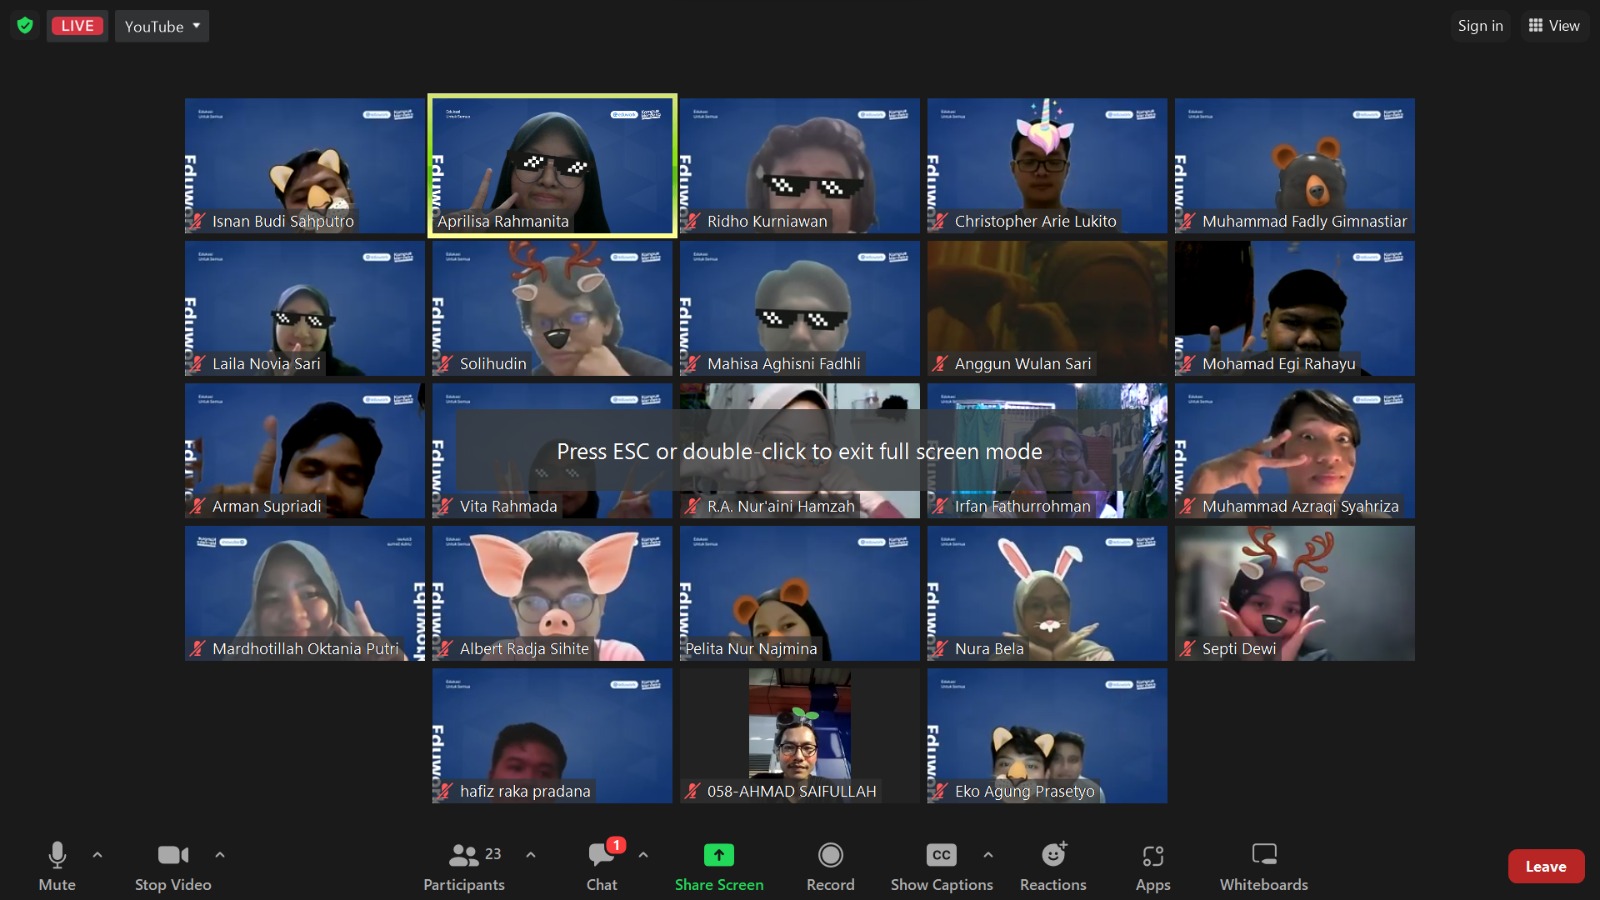 LIVE
YouTube
Sign in
View
Isnan Budi Sahputro
Aprilisa Rahmanita
Ridho Kurniawan
Christopher Arie Lukito
Muhammad Fadly Gimnastiar
Laila Novia Sari
Solihudin
Mahisa Aghisni Fadhli
Anggun Wulan Sari
Mohamad Egi Rahayu
Press ESC or double-click to exit full screen mode
Arman Supriadi
Vita Rahmada
R.A. Nur'aini Hamzah
Irfan Fathurrohman
Muhammad Azraqi Syahriza
Mardhotillah Oktania Putri
Albert Radja Sihite
Pelita Nur Najmina
Nura Bela
Septi Dewi
hafiz raka pradana
058-AHMAD SAIFULLAH
Eko Agung Prasetyo
Mute
Stop Video
Participants
23
Chat
1
Share Screen
Record
CC
Show Captions
Reactions
Apps
Whiteboards
Leave